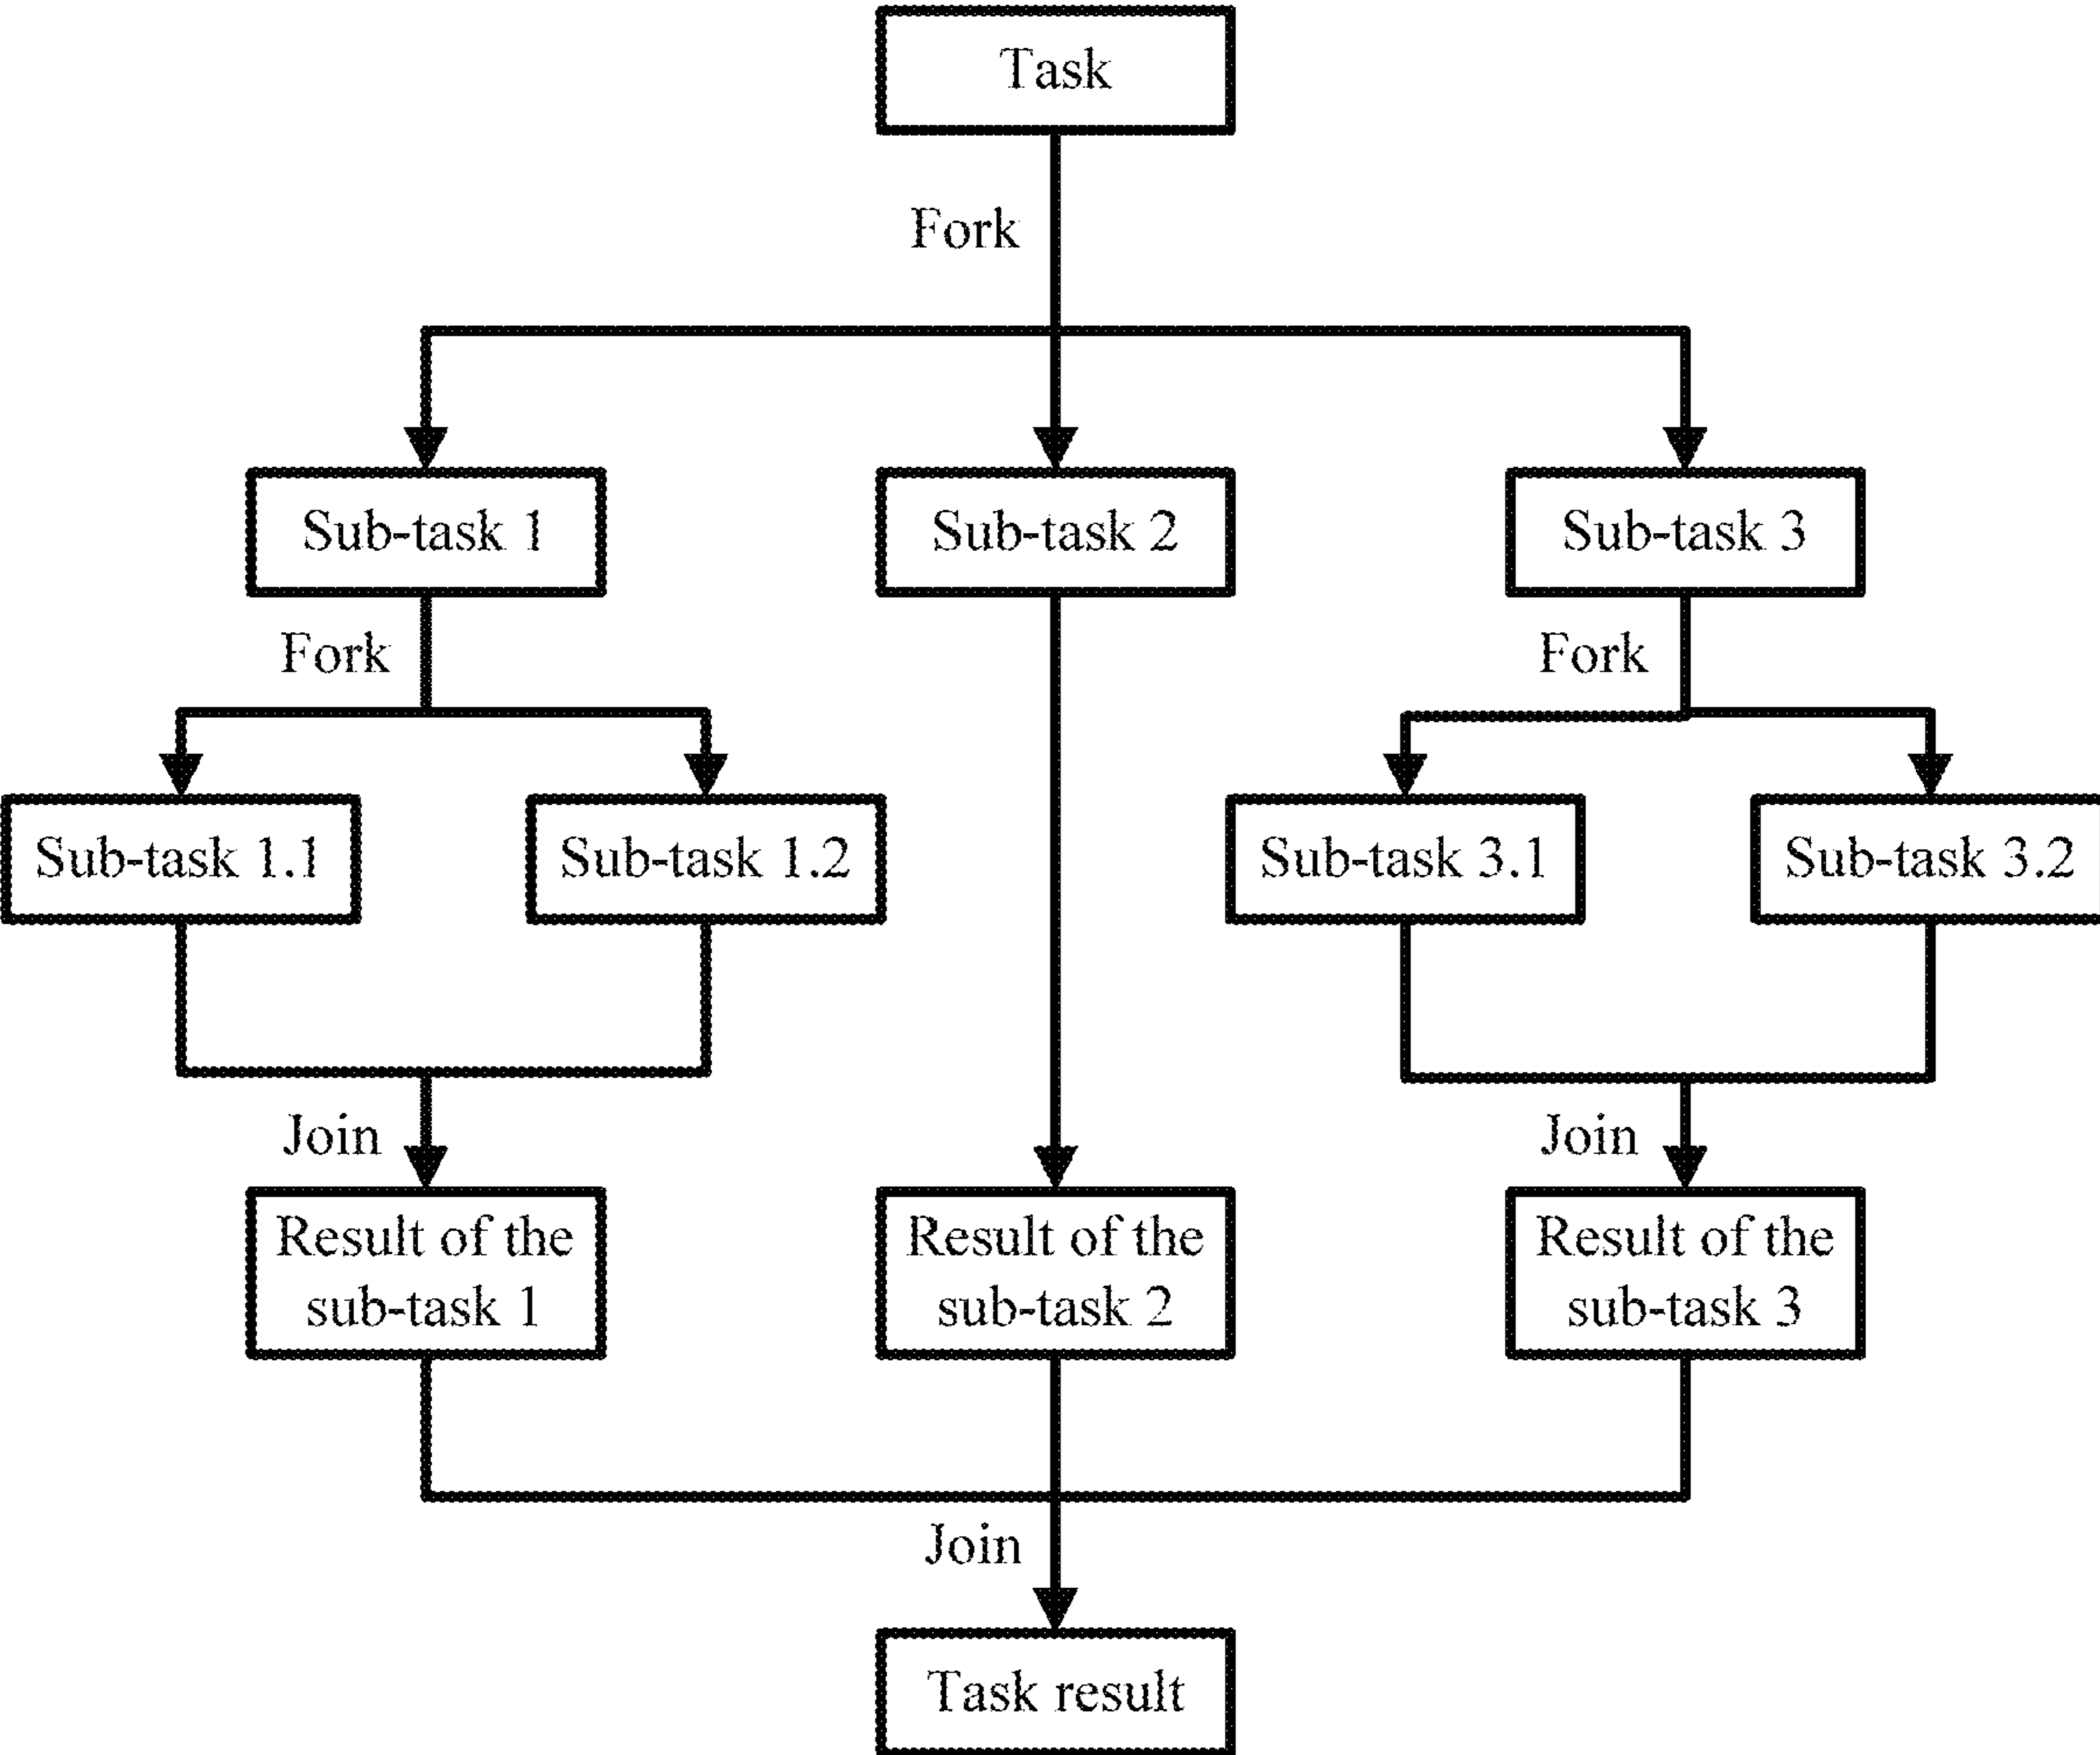 Task
Fork
Sub-task 1
Sub-task 2
Sub-task 3
Fork
Fork
Sub-task 1.1
Sub-task 1.2
Sub-task 3.1
Sub-task 3.2
Join
Join
Result of the
sub-task 1
Result of the
sub-task 2
Result of the
sub-task 3
Join
Task result